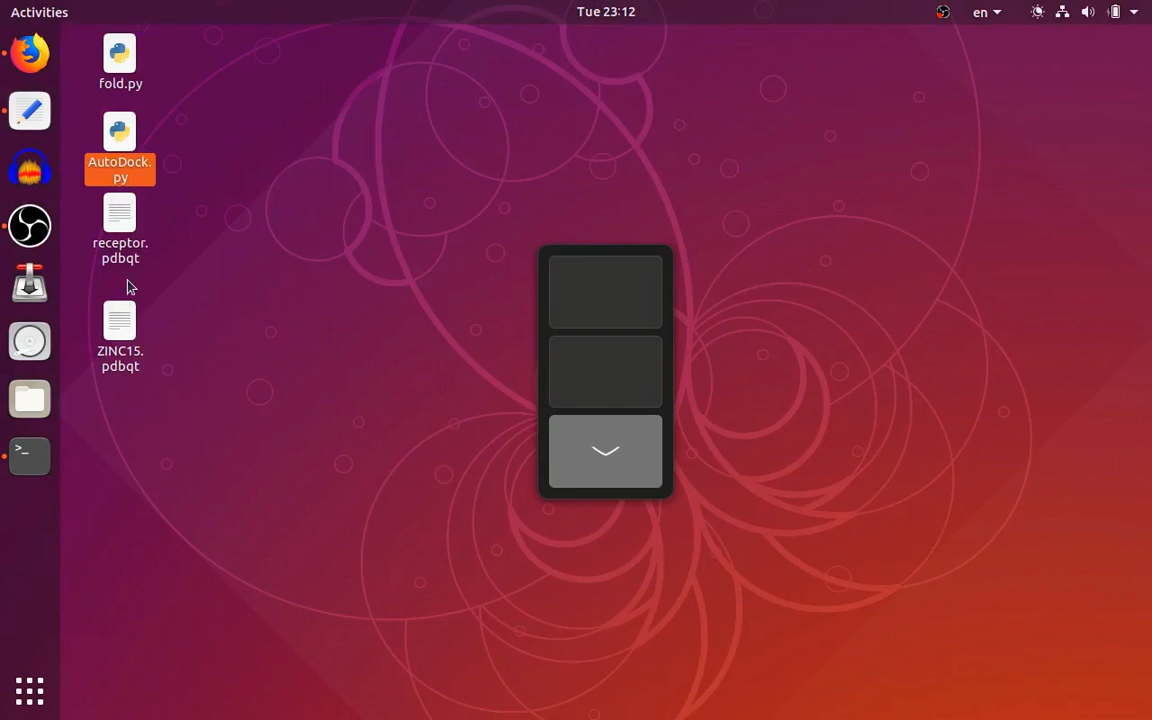 Activities
Tue 23:12
en
fold.py
AutoDock.
py
receptor.
pdbqt
ZINC15.
pdbqt
>_